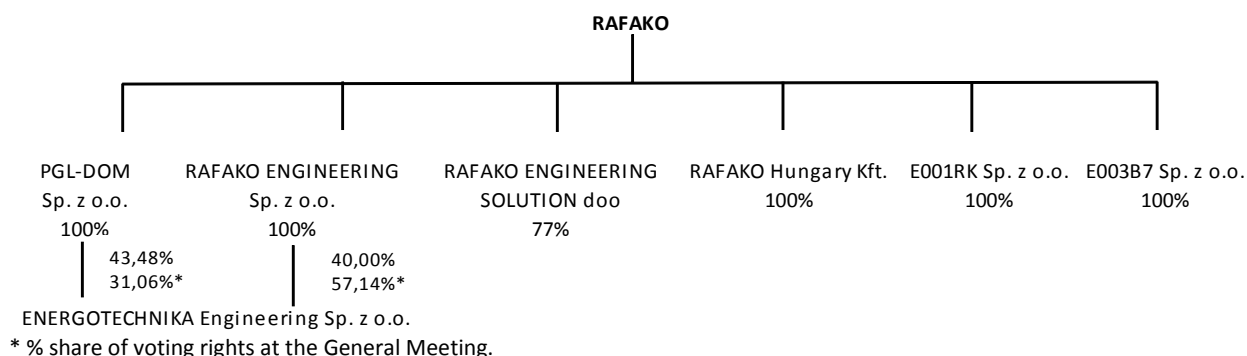 RAFAKO
PGL-DOM
Sp. z o.o.
100%
RAFAKO ENGINEERING
Sp. z o.o.
100%
RAFAKO ENGINEERING
SOLUTION doo
77%
RAFAKO Hungary Kft.
100%
E001RK Sp. z o.o.
100%
E003B7 Sp. z o.o.
100%
43,48%
31,06%*
40,00%
57,14%*
ENERGOTECHNIKA Engineering Sp. z o.o.
* % share of voting rights at the General Meeting.